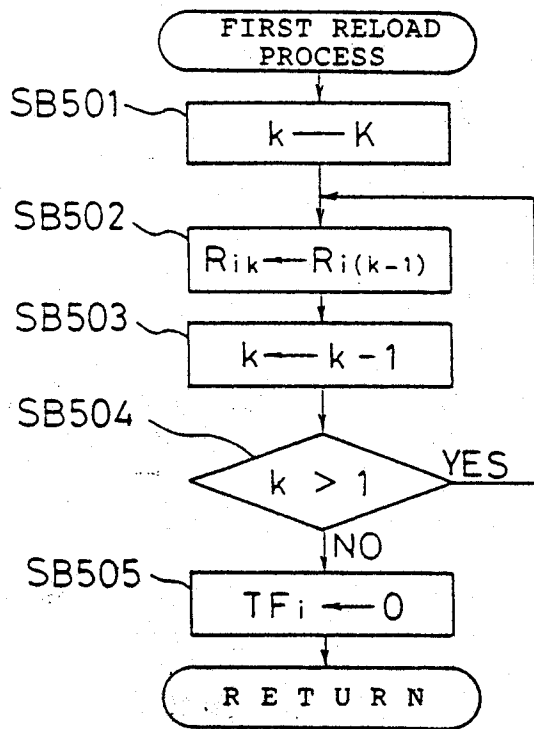 FIRST RELOAD
PROCESS
SB501
k — K
SB502
Rik ← Ri(k-1)
SB503
k ← k - 1
SB504
k > 1
YES
NO
SB505
TFi ← 0
RETURN